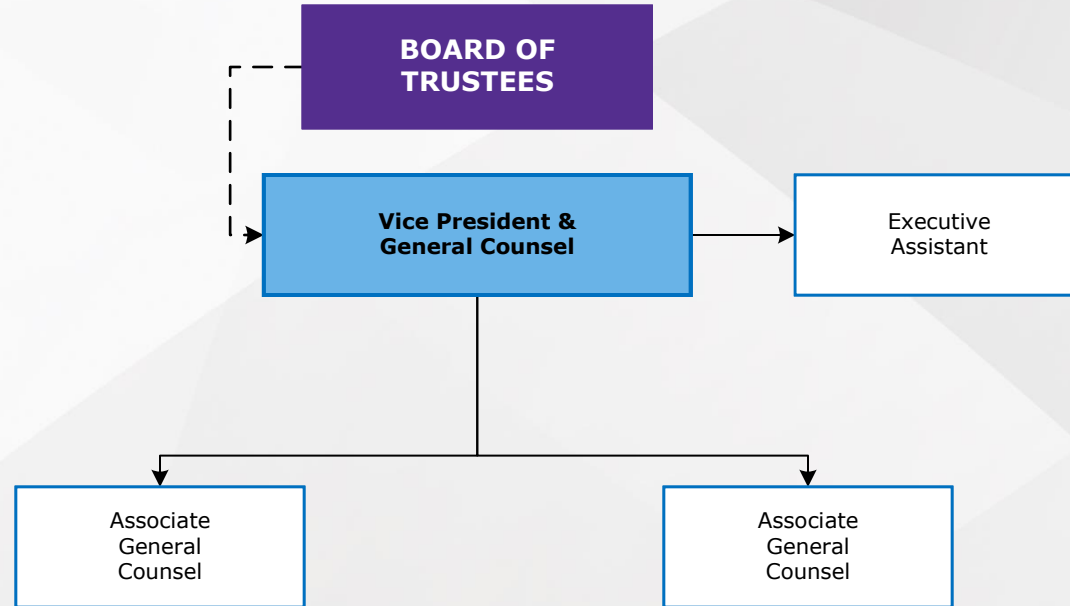 BOARD OF
TRUSTEES
Vice President &
General Counsel
Executive
Assistant
Associate
General
Counsel
Associate
General
Counsel